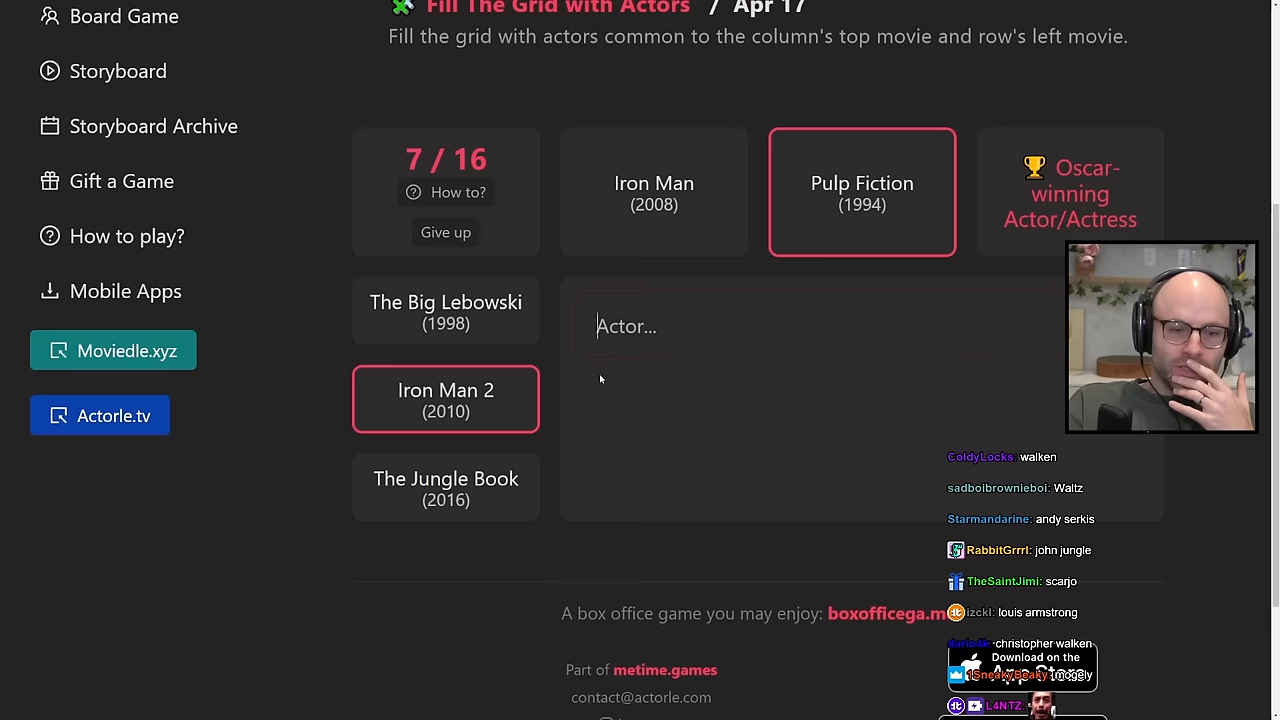 Board Game
Storyboard
Storyboard Archive
Gift a Game
How to play?
Mobile Apps
Moviedle.xyz
Actorle.tv
Fill The Grid with Actors / Apr 17
Fill the grid with actors common to the column's top movie and row's left movie.
7 / 16
How to?
Give up
Iron Man
(2008)
Pulp Fiction
(1994)
Oscar-
winning
Actor/Actress
The Big Lebowski
(1998)
Iron Man 2
(2010)
The Jungle Book
(2016)
Actor...
ColdyLocks: walken
sadboibrownieboi: Waltz
Starmandarine: andy serkis
RabbitGrrrl: john jungle
TheSaintJimi: scarjo
izckl: louis armstrong
christopher walken
1SneakyBeaky: mogely
L4NTZ:
A box office game you may enjoy: boxofficega.m
Download on the
App Store
Part of metime.games
contact@actorle.com